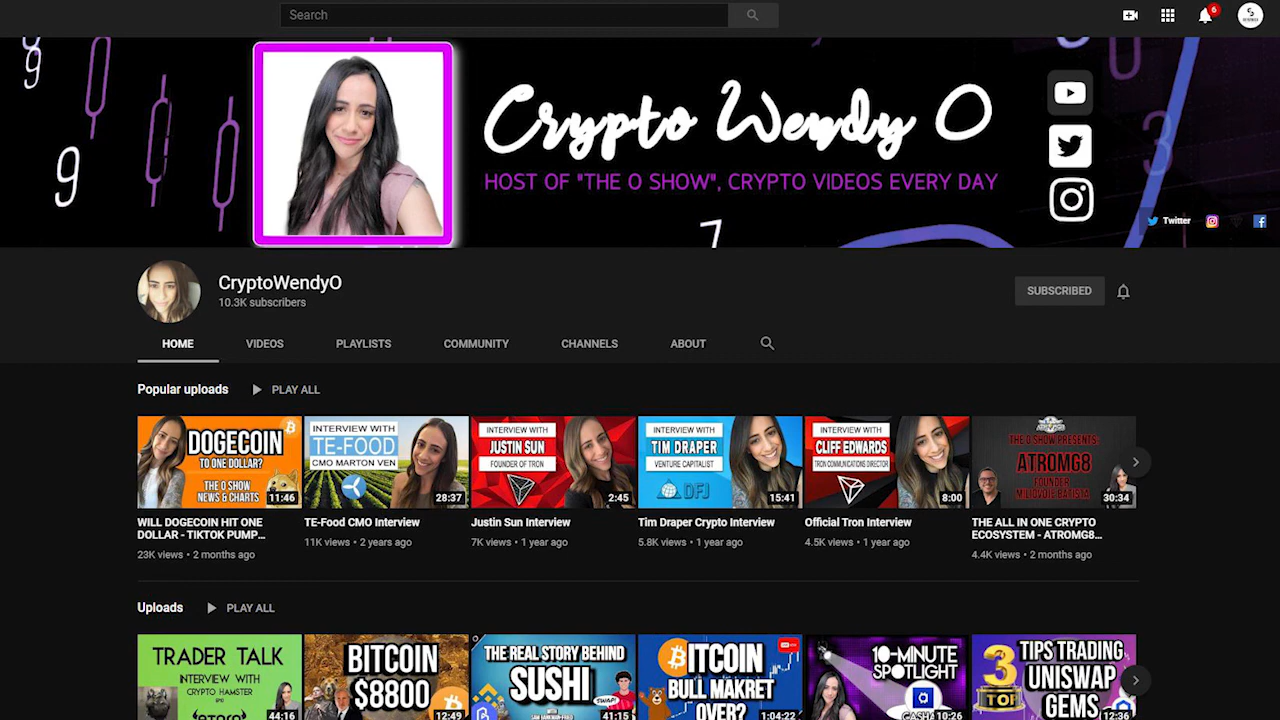 Search
6
9
9
3
7
Crypto Wendy O
HOST OF "THE O SHOW", CRYPTO VIDEOS EVERY DAY
Twitter
CryptoWendyO
10.3K subscribers
SUBSCRIBED
HOME
VIDEOS
PLAYLISTS
COMMUNITY
CHANNELS
ABOUT
Popular uploads
PLAY ALL
DOGECOIN
TO ONE DOLLAR?
THE O SHOW
NEWS & CHARTS
11:46
WILL DOGECOIN HIT ONE
DOLLAR - TIKTOK PUMP...
23K views • 2 months ago
INTERVIEW WITH
TE-FOOD
CMO MARTON VEN
28:37
TE-Food CMO Interview
11K views • 2 years ago
INTERVIEW WITH
JUSTIN SUN
FOUNDER OF TRON
2:45
Justin Sun Interview
7K views • 1 year ago
INTERVIEW WITH
TIM DRAPER
VENTURE CAPITALIST
DFJ
15:41
Tim Draper Crypto Interview
5.8K views • 1 year ago
INTERVIEW WITH
CLIFF EDWARDS
TRON COMMUNICATIONS DIRECTOR
8:00
Official Tron Interview
4.5K views • 1 year ago
THE O SHOW PRESENTS:
ATROMG8
FOUNDER
30:34
THE ALL IN ONE CRYPTO
ECOSYSTEM - ATROMG8...
4.4K views • 2 months ago
Uploads
PLAY ALL
TRADER TALK
INTERVIEW WITH
CRYPTO HAMSTER
44:16
BITCOIN
$8800
12:49
THE REAL STORY BEHIND
SUSHI
SWAP!
41:15
BITCOIN
BULL MAKRET
OVER?
1:04:22
10-MINUTE
SPOTLIGHT
10:26
3
TOP
TIPS TRADING
UNISWAP
GEMS
12:36